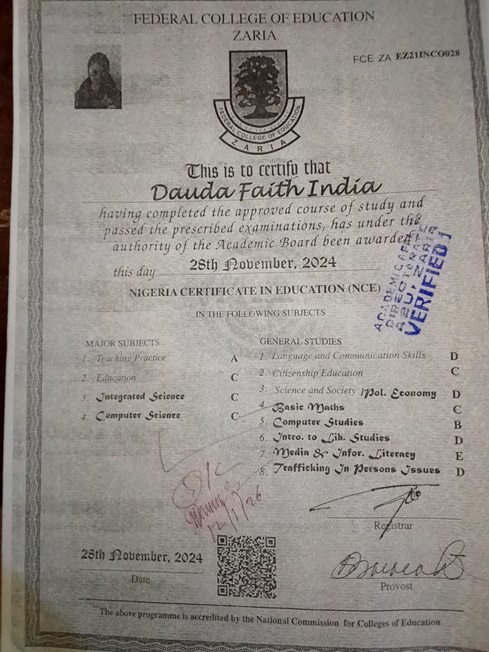 FEDERAL COLLEGE OF EDUCATION
ZARIA
FCE ZA EZ21INCO028
FEDERAL COLLEGE OF EDUCATION
ZARIA
This is to certify that
Dauda Faith India
having completed the approved course of study and
passed the prescribed examinations, has under the
authority of the Academic Board been awarded
this day 28th November, 2024
NIGERIA CERTIFICATE IN EDUCATION (NCE)
IN THE FOLLOWING SUBJECTS
VERIFIED
MAJOR SUBJECTS
1. Teaching Practice A
2. Education C
3. Integrated Science C
4. Computer Science C
GENERAL STUDIES
1. Language and Communication Skills D
2. Citizenship Education C
3. Science and Society /Pol. Economy D
4. Basic Maths C
5. Computer Studies B
6. Intro. to Lib. Studies D
7. Media & Infor. Literacy E
8. Trafficking In Persons Issues D
12/1/26
Registrar
28th November, 2024
Date
Provost
The above programme is accredited by the National Commission for Colleges of Education